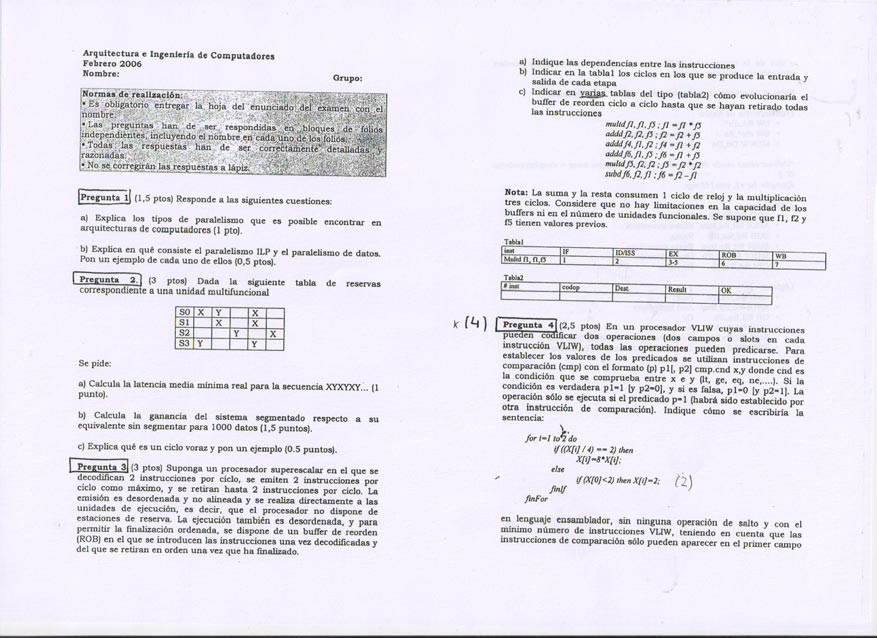 Arquitectura e Ingeniería de Computadores
Febrero 2006
Nombre:
Grupo:
Normas de realización:
• Es obligatorio entregar la hoja del enunciado del examen con el
nombre.
• Las preguntas han de ser respondidas en bloques de folios
independientes, incluyendo el nombre en cada uno de los folios.
• Todas las respuestas han de ser correctamente detalladas y
razonadas.
• No se corregirán las respuestas a lápiz.
Pregunta 1 (1,5 ptos) Responde a las siguientes cuestiones:
a) Explica los tipos de paralelismo que es posible encontrar en
arquitecturas de computadores (1 pto).
b) Explica en qué consiste el paralelismo ILP y el paralelismo de datos.
Pon un ejemplo de cada uno de ellos (0,5 ptos).
Pregunta 2. (3 ptos) Dada la siguiente tabla de reservas
correspondiente a una unidad multifuncional
S0 X Y X
S1 X X
S2 Y X
S3 Y Y
Se pide:
a) Calcula la latencia media mínima real para la secuencia XYXYXY... (1
punto).
b) Calcula la ganancia del sistema segmentado respecto a su
equivalente sin segmentar para 1000 datos (1,5 puntos).
c) Explica qué es un ciclo voraz y pon un ejemplo (0.5 puntos).
Pregunta 3 (3 ptos) Suponga un procesador superescalar en el que se
decodifican 2 instrucciones por ciclo, se emiten 2 instrucciones por
ciclo como máximo, y se retiran hasta 2 instrucciones por ciclo. La
emisión es desordenada y no alineada y se realiza directamente a las
unidades de ejecución, es decir, que el procesador no dispone de
estaciones de reserva. La ejecución también es desordenada, y para
permitir la finalización ordenada, se dispone de un buffer de reorden
(ROB) en el que se introducen las instrucciones una vez decodificadas y
del que se retiran en orden una vez que ha finalizado.
a) Indique las dependencias entre las instrucciones
b) Indicar en la tabla1 los ciclos en los que se produce la entrada y
salida de cada etapa
c) Indicar en varias tablas del tipo (tabla2) cómo evolucionaría el
buffer de reorden ciclo a ciclo hasta que se hayan retirado todas
las instrucciones
multd f1, f1, f5 ; f1 = f1 * f5
addd f2, f2, f5 ; f2 = f2 + f5
addd f4, f1, f2 ; f4 = f1 + f2
addd f6, f1, f5 ; f6 = f1 + f5
multd f5, f2, f2 ; f5 = f2 * f2
subd f6, f2, f1 ; f6 = f2 – f1
Nota: La suma y la resta consumen 1 ciclo de reloj y la multiplicación
tres ciclos. Considere que no hay limitaciones en la capacidad de los
buffers ni en el número de unidades funcionales. Se supone que f1, f2 y
f5 tienen valores previos.
Tabla1
inst IF ID/ISS EX ROB WB
Multd f1, f1,f5 1 2 3-5 6 7
Tabla2
# inst codop Dest Result OK
x (4) Pregunta 4 (2,5 ptos) En un procesador VLIW cuyas instrucciones
pueden codificar dos operaciones (dos campos o slots en cada
instrucción VLIW), todas las operaciones pueden predicarse. Para
establecer los valores de los predicados se utilizan instrucciones de
comparación (cmp) con el formato (p) p1[, p2] cmp.cnd x,y donde cnd es
la condición que se comprueba entre x e y (lt, ge, eq, ne,....). Si la
condición es verdadera p1=1 [y p2=0], y si es falsa, p1=0 [y p2=1]. La
operación sólo se ejecuta si el predicado p=1 (habrá sido establecido por
otra instrucción de comparación). Indique cómo se escribiría la
sentencia:
for i=1 to 2 do
if ((X[i] / 4) == 2) then
X[i]=8*X[i];
else
if (X[0]<2) then X[i]=2; (2)
finIf
finFor
en lenguaje ensamblador, sin ninguna operación de salto y con el
mínimo número de instrucciones VLIW, teniendo en cuenta que las
instrucciones de comparación sólo pueden aparecer en el primer campo